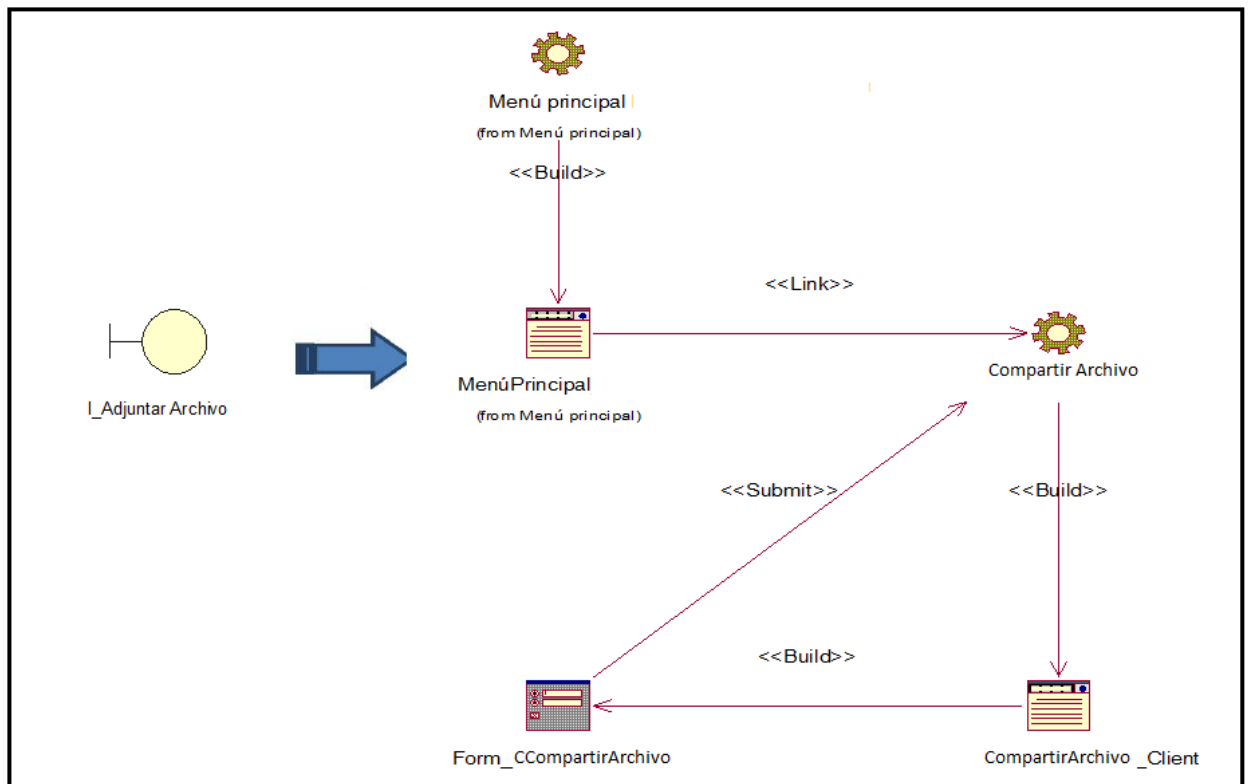 Menú principal
(from Menú principal)
<<Build>>
<<Link>>
Compartir Archivo
MenúPrincipal
(from Menú principal)
I_Adjuntar Archivo
<<Submit>>
<<Build>>
<<Build>>
Form_CCompartirArchivo
CompartirArchivo _Client